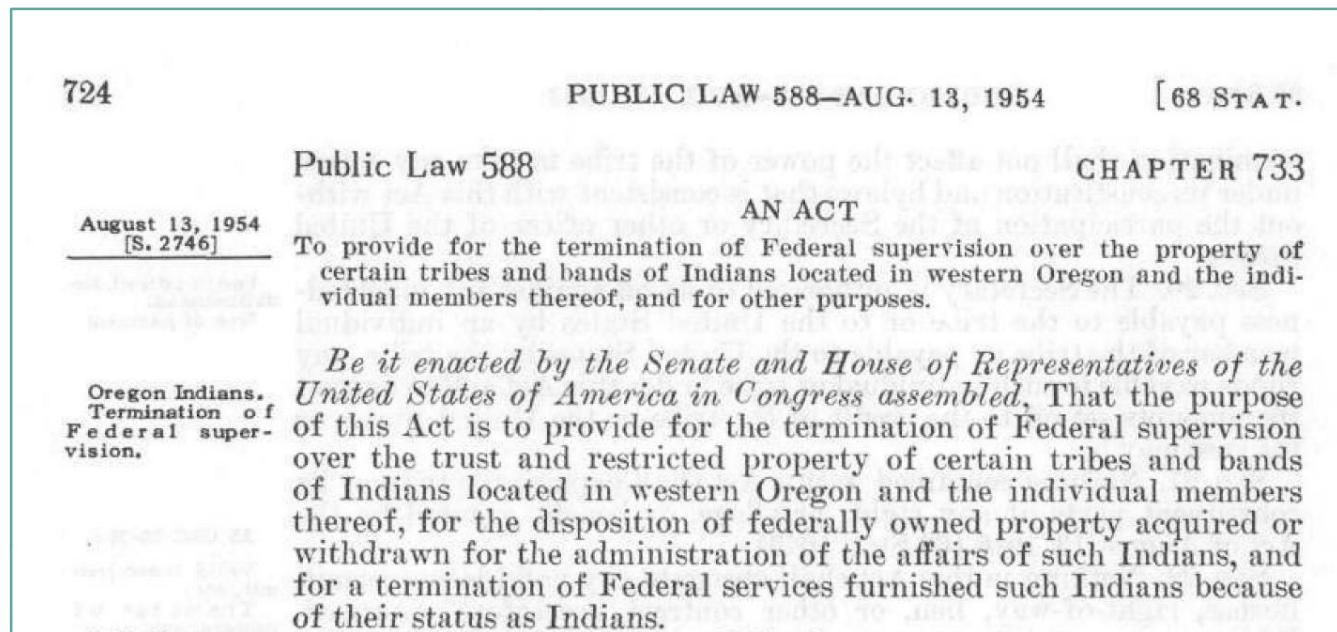 724 PUBLIC LAW 588—AUG. 13, 1954 [68 STAT.
Public Law 588 CHAPTER 733
AN ACT
August 13, 1954
[S. 2746]
To provide for the termination of Federal supervision over the property of
certain tribes and bands of Indians located in western Oregon and the indi-
vidual members thereof, and for other purposes.
Oregon Indians.
Termination of
Federal super-
vision.
Be it enacted by the Senate and House of Representatives of the
United States of America in Congress assembled, That the purpose
of this Act is to provide for the termination of Federal supervision
over the trust and restricted property of certain tribes and bands
of Indians located in western Oregon and the individual members
thereof, for the disposition of federally owned property acquired or
withdrawn for the administration of the affairs of such Indians, and
for a termination of Federal services furnished such Indians because
of their status as Indians.